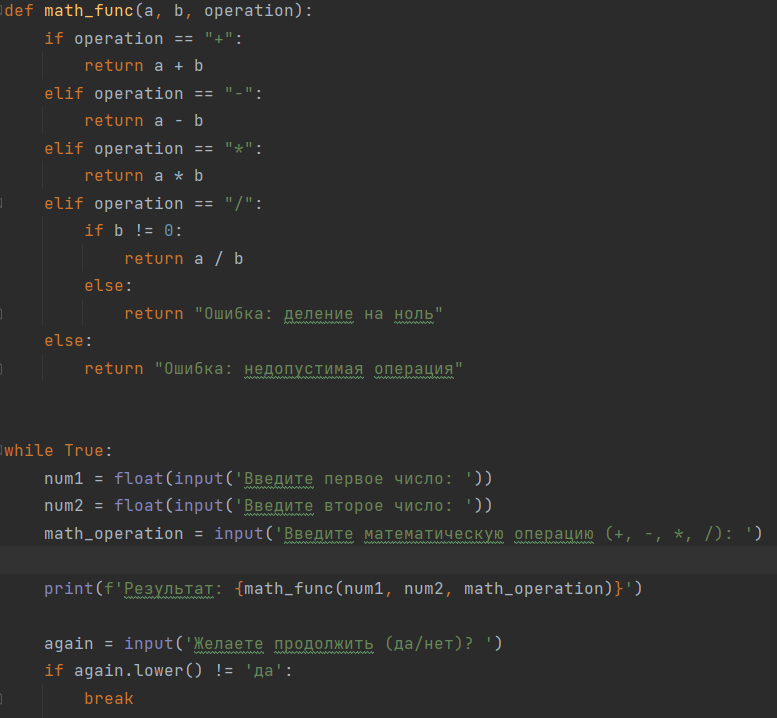 def math_func(a, b, operation):
    if operation == "+":
        return a + b
    elif operation == "-":
        return a - b
    elif operation == "*":
        return a * b
    elif operation == "/":
        if b != 0:
            return a / b
        else:
            return "Ошибка: деление на ноль"
    else:
        return "Ошибка: недопустимая операция"
while True:
    num1 = float(input('Введите первое число: '))
    num2 = float(input('Введите второе число: '))
    math_operation = input('Введите математическую операцию (+, -, *, /): ')
    print(f'Результат: {math_func(num1, num2, math_operation)}')
    again = input('Желаете продолжить (да/нет)? ')
    if again.lower() != 'да':
        break